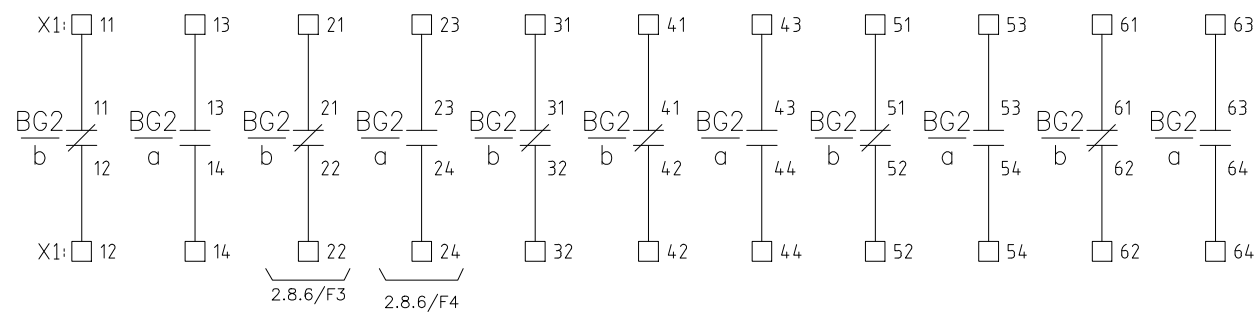 X1: 11 13 21 23 31 41 43 51 53 61 63
11 13 21 23 31 41 43 51 53 61 63
BG2 BG2 BG2 BG2 BG2 BG2 BG2 BG2 BG2 BG2 BG2
b a b a b b a b a b a
12 14 22 24 32 42 44 52 54 62 64
X1: 12 14 22 24 32 42 44 52 54 62 64
2.8.6/F3 2.8.6/F4